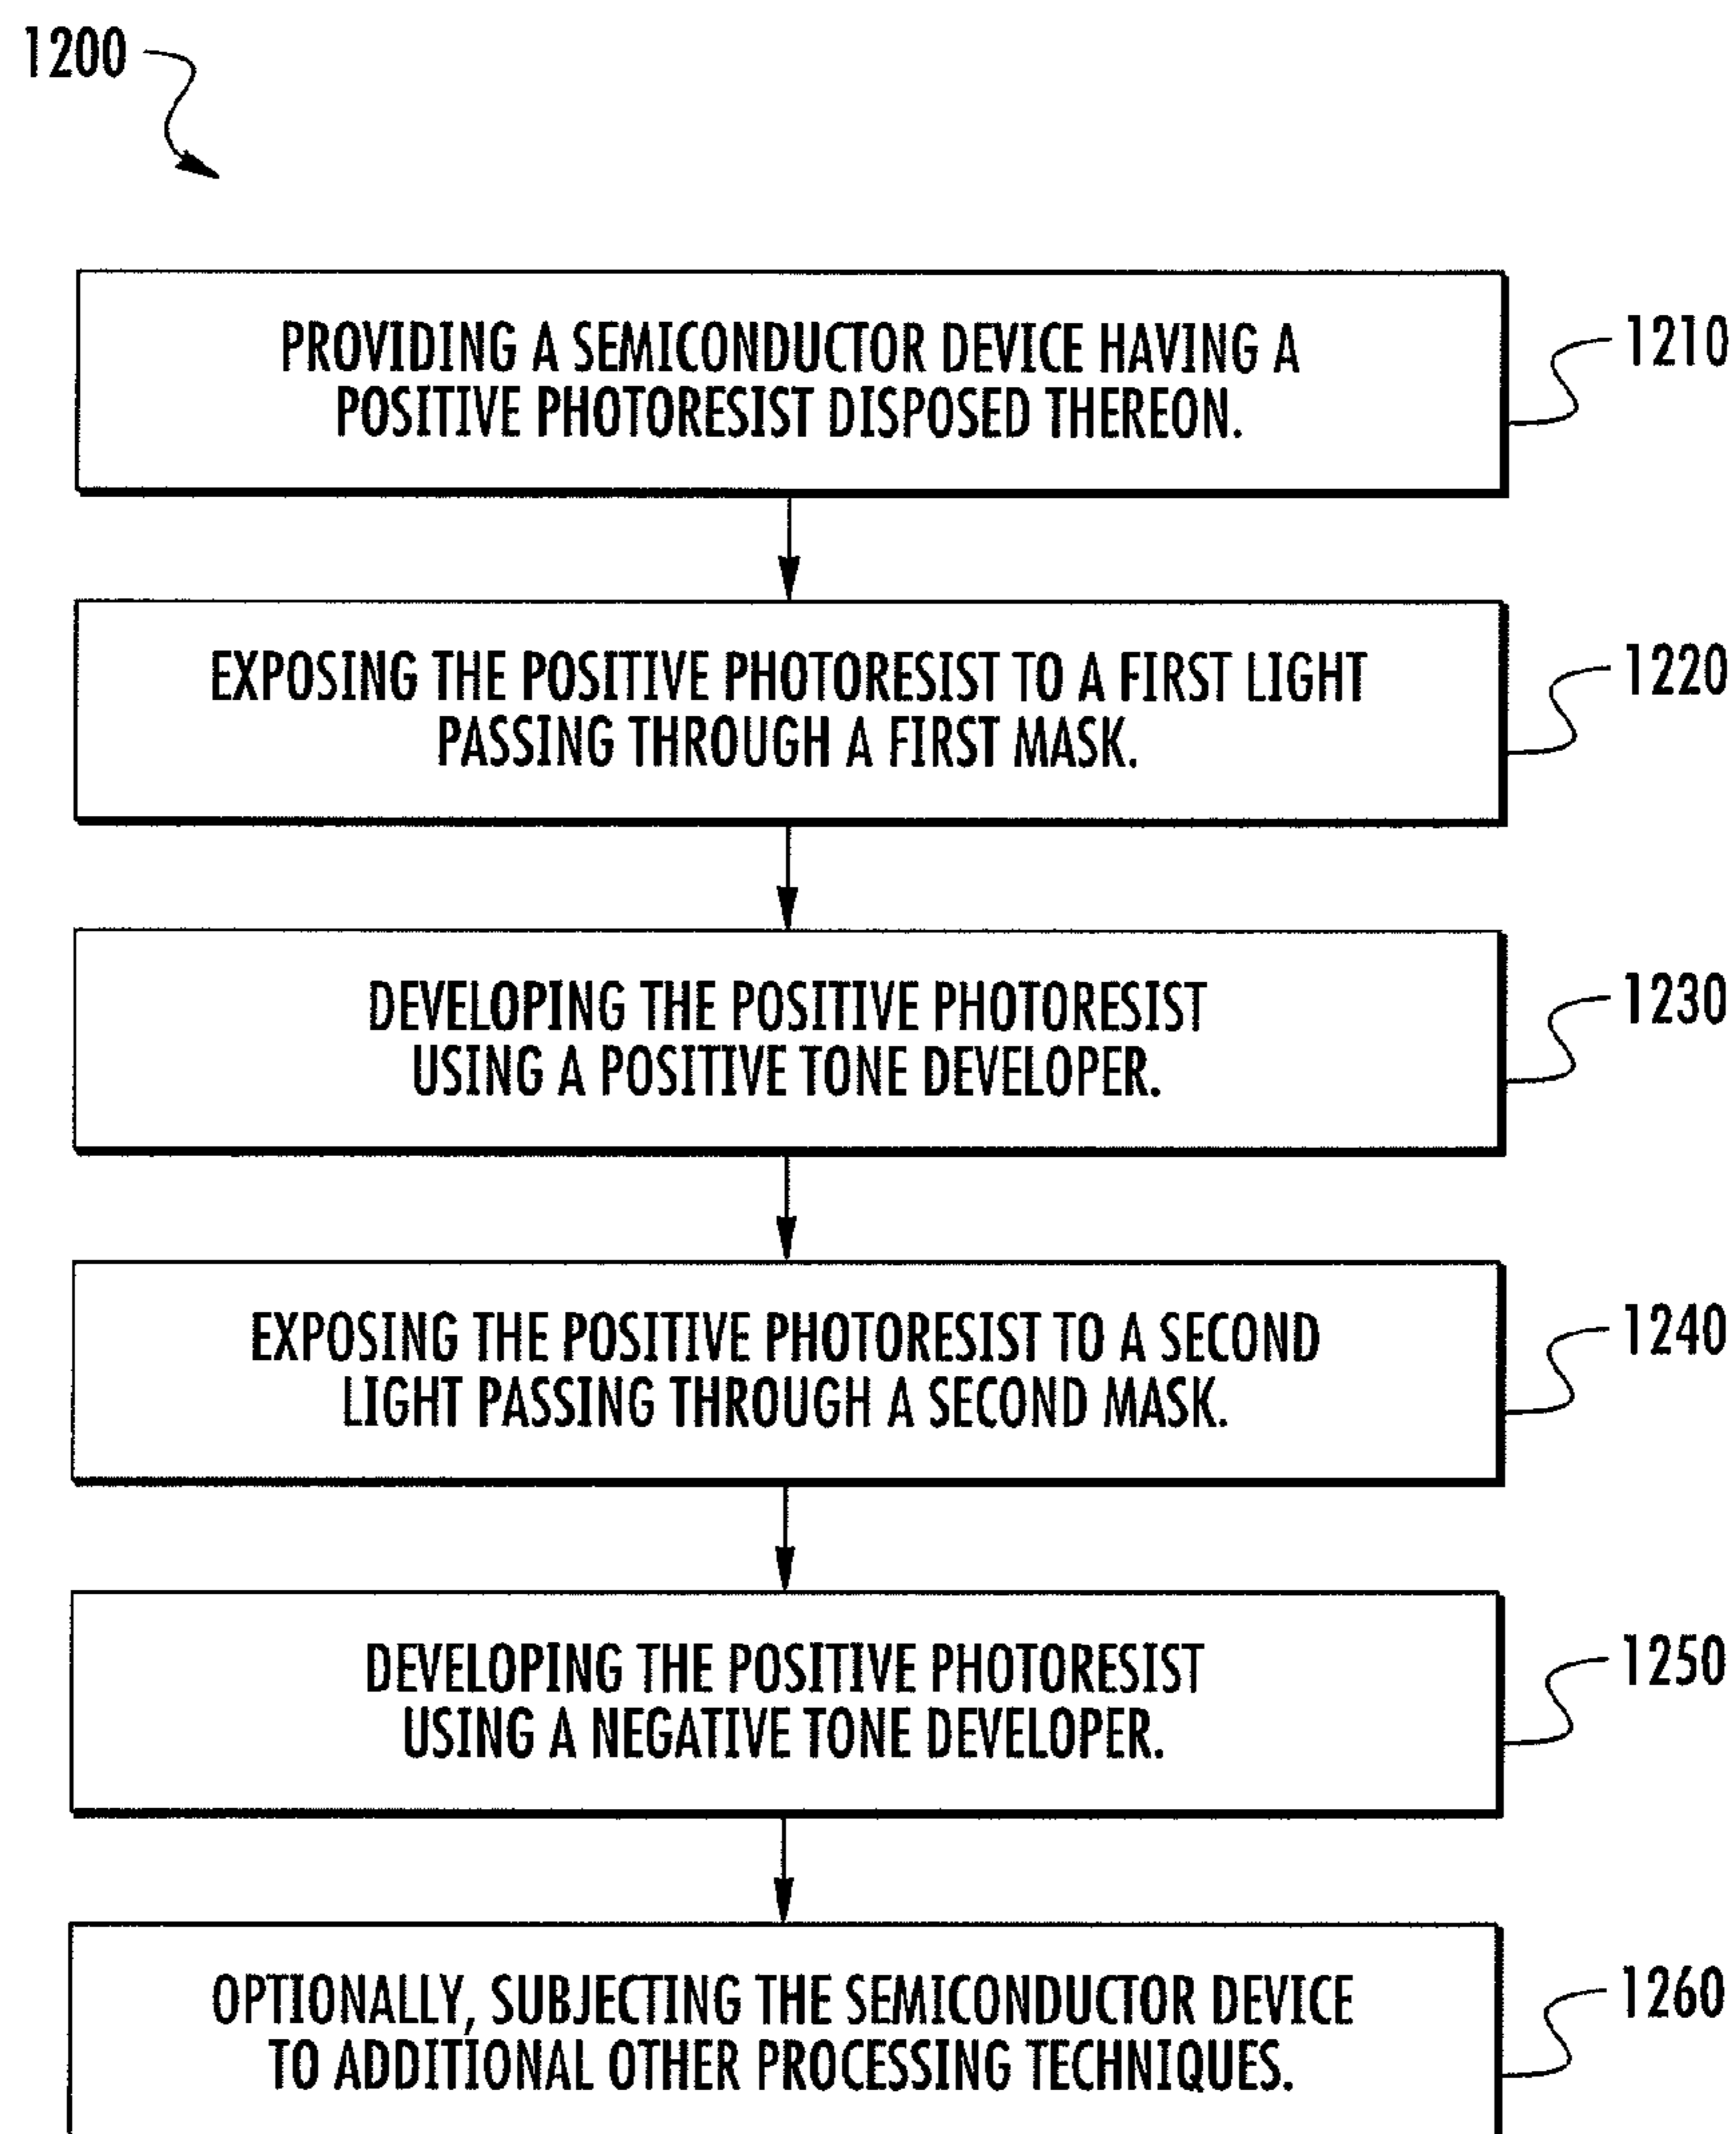 1200
PROVIDING A SEMICONDUCTOR DEVICE HAVING A
POSITIVE PHOTORESIST DISPOSED THEREON.
1210
EXPOSING THE POSITIVE PHOTORESIST TO A FIRST LIGHT
PASSING THROUGH A FIRST MASK.
1220
DEVELOPING THE POSITIVE PHOTORESIST
USING A POSITIVE TONE DEVELOPER.
1230
EXPOSING THE POSITIVE PHOTORESIST TO A SECOND
LIGHT PASSING THROUGH A SECOND MASK.
1240
DEVELOPING THE POSITIVE PHOTORESIST
USING A NEGATIVE TONE DEVELOPER.
1250
OPTIONALLY, SUBJECTING THE SEMICONDUCTOR DEVICE
TO ADDITIONAL OTHER PROCESSING TECHNIQUES.
1260